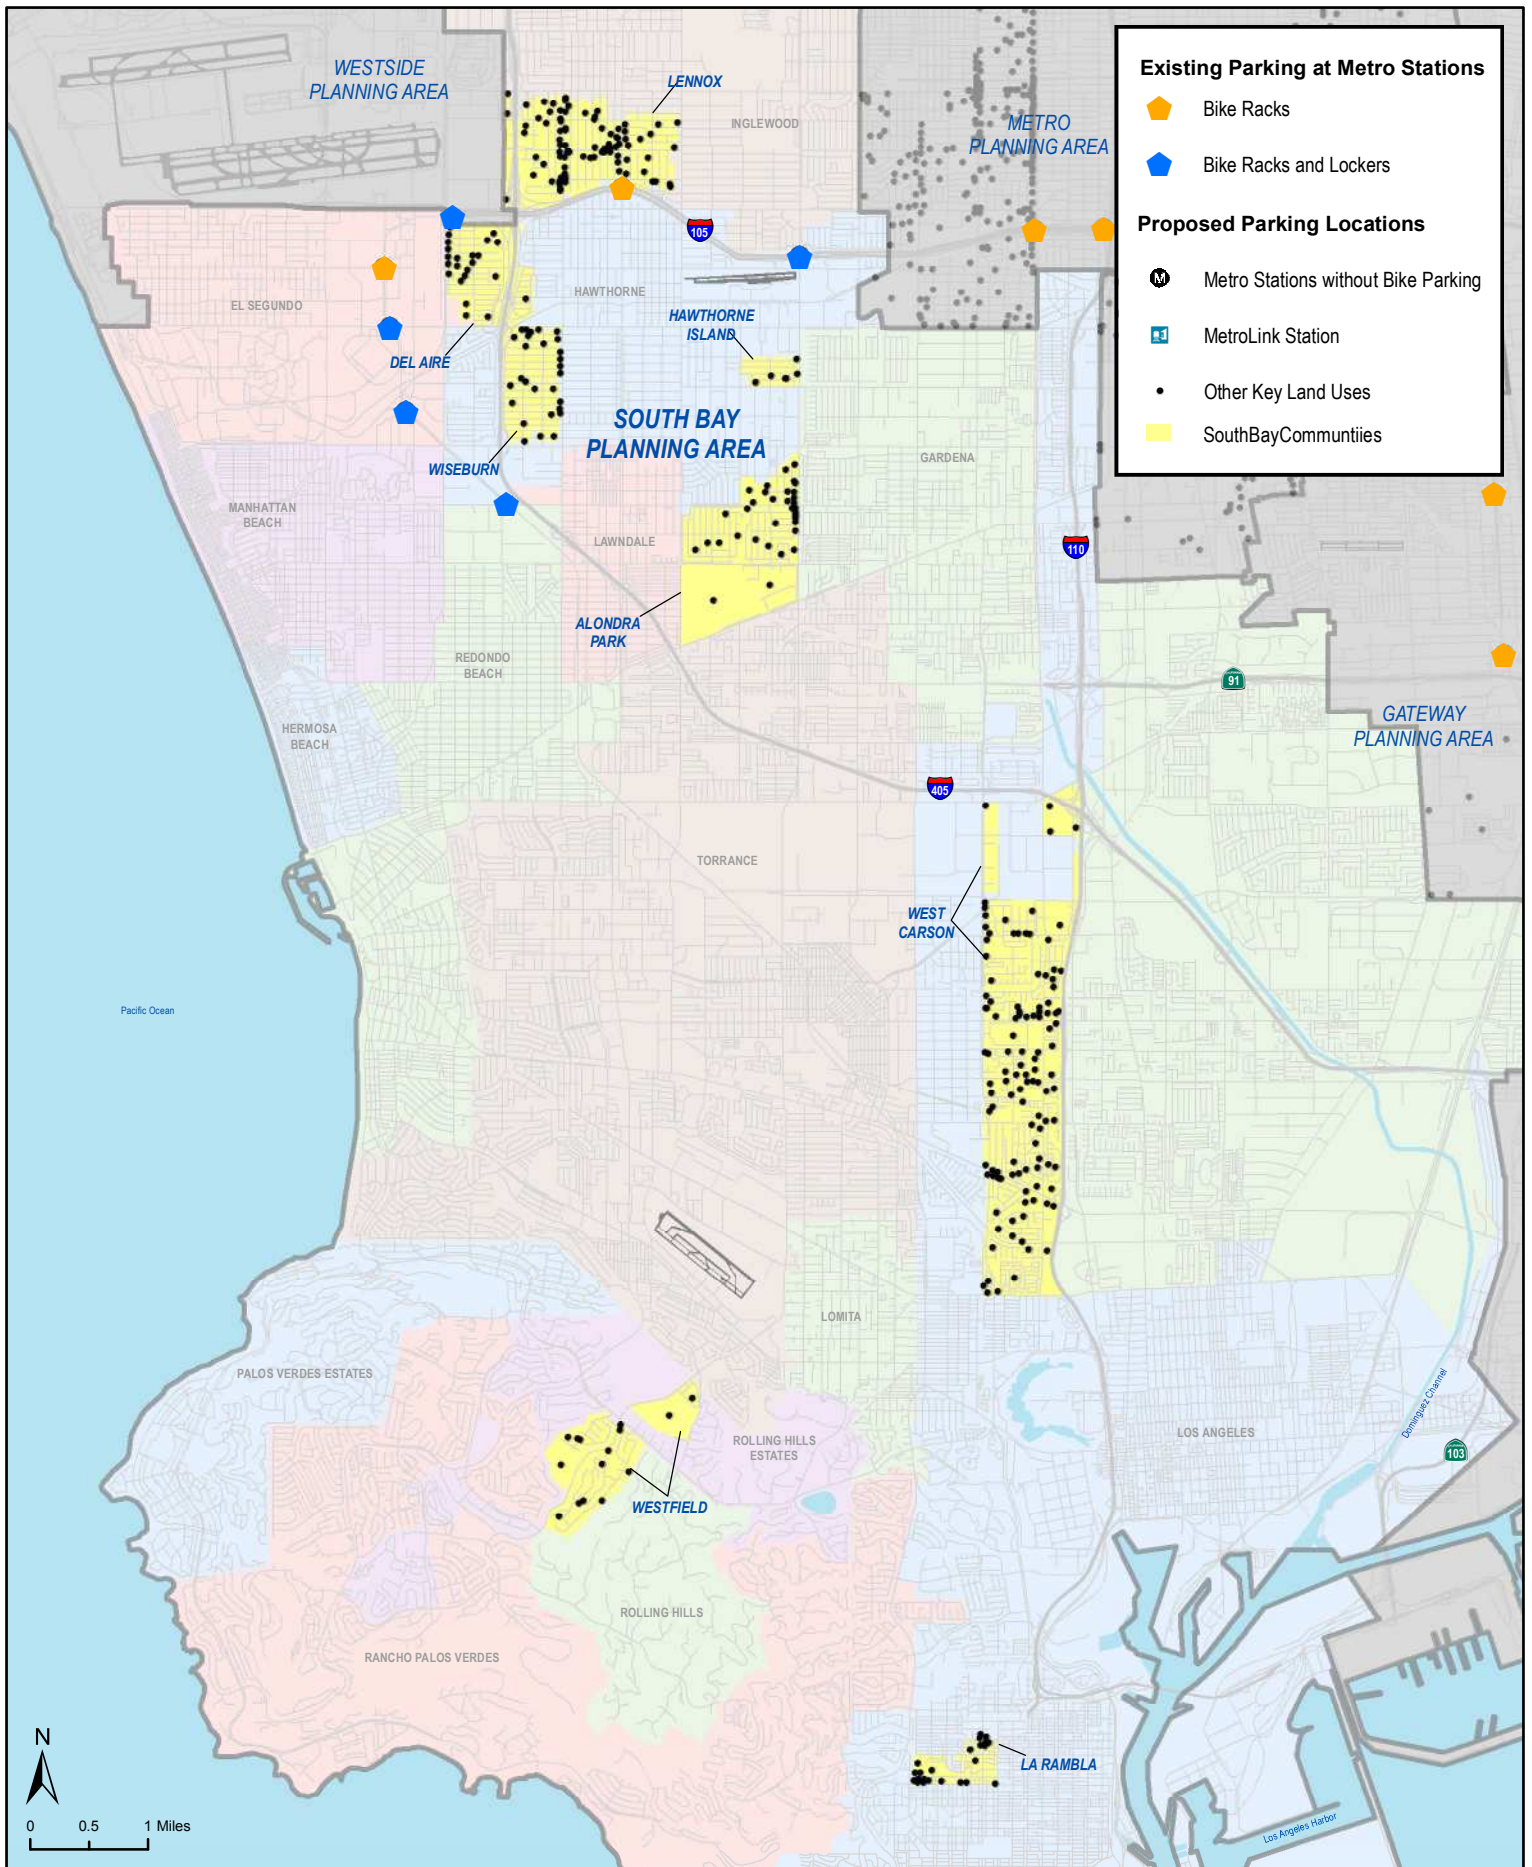 WESTSIDE
PLANNING AREA
LENNOX
INGLEWOOD
METRO
PLANNING AREA
Existing Parking at Metro Stations
Bike Racks
Bike Racks and Lockers
Proposed Parking Locations
M
Metro Stations without Bike Parking
MetroLink Station
Other Key Land Uses
SouthBayCommuntiies
105
EL SEGUNDO
HAWTHORNE
HAWTHORNE
ISLAND
DEL AIRE
SOUTH BAY
PLANNING AREA
WISEBURN
GARDENA
MANHATTAN
BEACH
LAWNDALE
110
ALONDRA
PARK
REDONDO
BEACH
91
HERMOSA
BEACH
GATEWAY
PLANNING AREA
405
TORRANCE
WEST
CARSON
Pacific Ocean
LOMITA
PALOS VERDES ESTATES
Dominguez Channel
ROLLING HILLS
ESTATES
LOS ANGELES
103
WESTFIELD
ROLLING HILLS
RANCHO PALOS VERDES
N
LA RAMBLA
0 0.5 1 Miles
Los Angeles Harbor